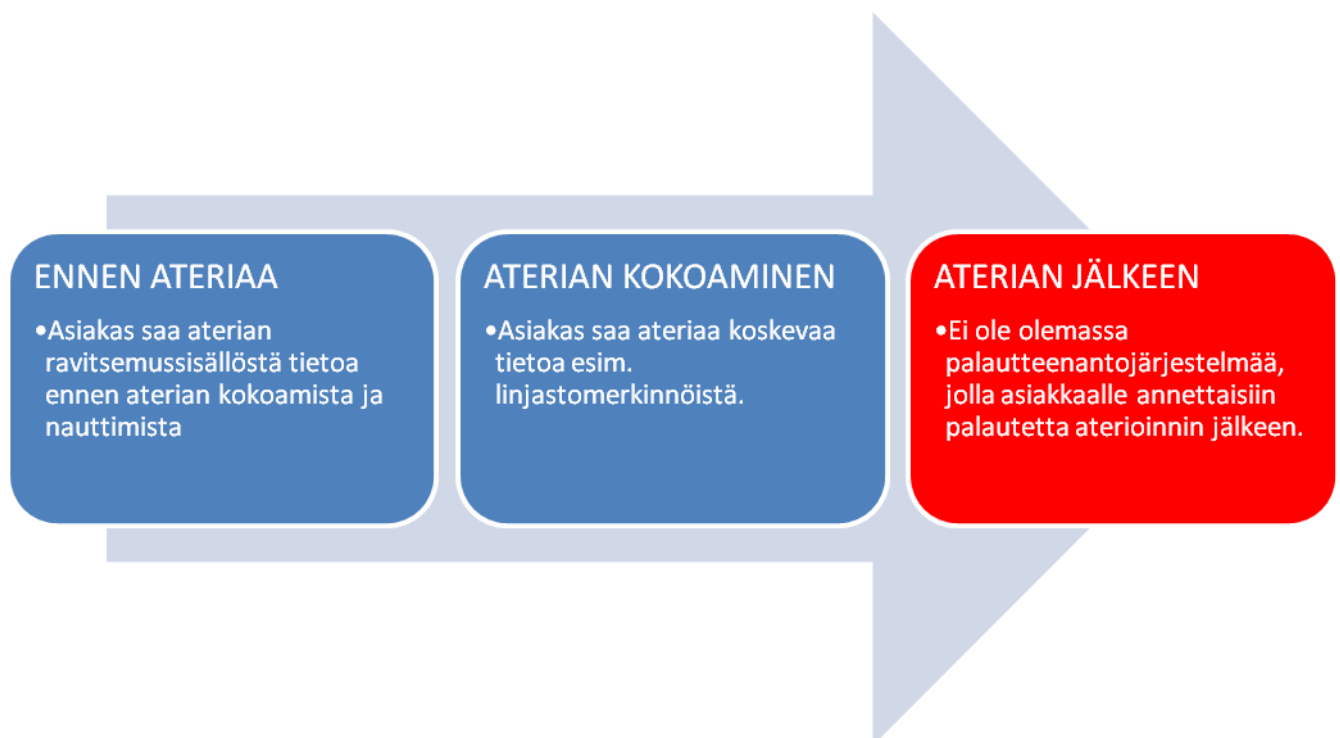 ENNEN ATERIAA
•Asiakas saa aterian
ravitsemussisällöstä tietoa
ennen aterian kokoamista ja
nauttimista
ATERIAN KOKOAMINEN
•Asiakas saa ateriaa koskevaa
tietoa esim.
linjastomerkinnöistä.
ATERIAN JÄLKEEN
•Ei ole olemassa
palautteenantojärjestelmää,
jolla asiakkaalle annettaisiin
palautetta aterioinnin jälkeen.